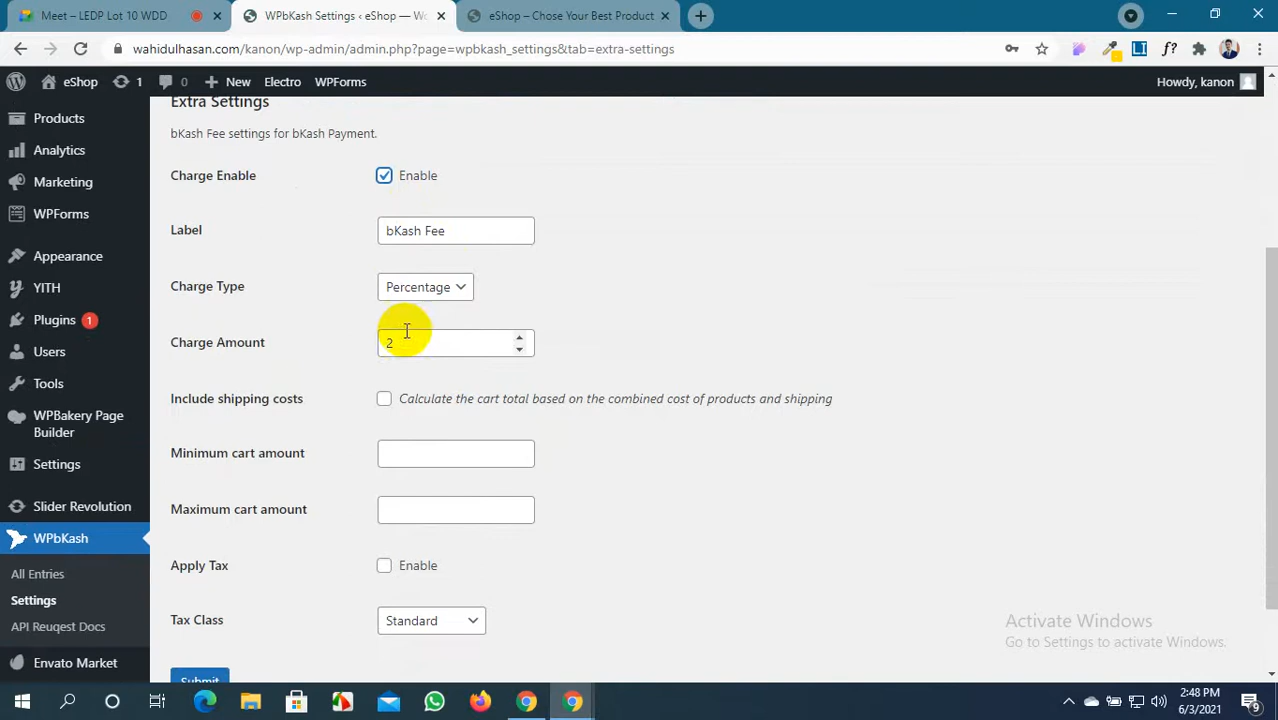 Meet – LEDP Lot 10 WDD
WPbKash Settings ‹ eShop — Wo
eShop – Chose Your Best Product
wahidulhasan.com/kanon/wp-admin/admin.php?page=wpbkash_settings&tab=extra-settings
eShop
1
0
New
Electro
WPForms
Howdy, kanon
Products
Analytics
Marketing
WPForms
Appearance
YITH
Plugins 1
Users
Tools
WPBakery Page
Builder
Settings
Slider Revolution
WPbKash
All Entries
Settings
API Reuqest Docs
Envato Market
Extra Settings
bKash Fee settings for bKash Payment.
Charge Enable
Enable
Label
bKash Fee
Charge Type
Percentage
Charge Amount
2
Include shipping costs
Calculate the cart total based on the combined cost of products and shipping
Minimum cart amount
Maximum cart amount
Apply Tax
Enable
Tax Class
Standard
Submit
Activate Windows
Go to Settings to activate Windows.
2:48 PM
6/3/2021
9